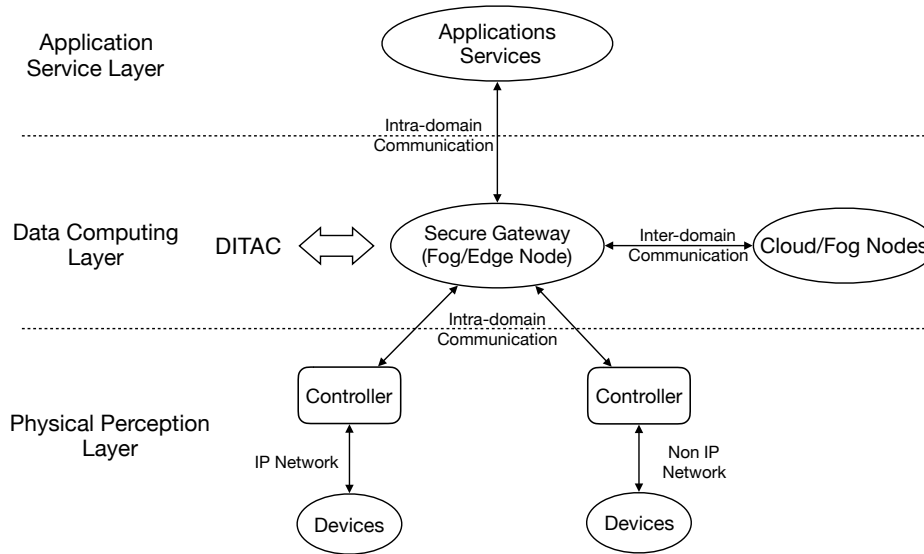 Application
Service Layer
Applications
Services
Intra-domain
Communication
Data Computing
Layer
DITAC
Secure Gateway
(Fog/Edge Node)
Inter-domain
Communication
Cloud/Fog Nodes
Intra-domain
Communication
Physical Perception
Layer
Controller
Controller
IP Network
Non IP
Network
Devices
Devices